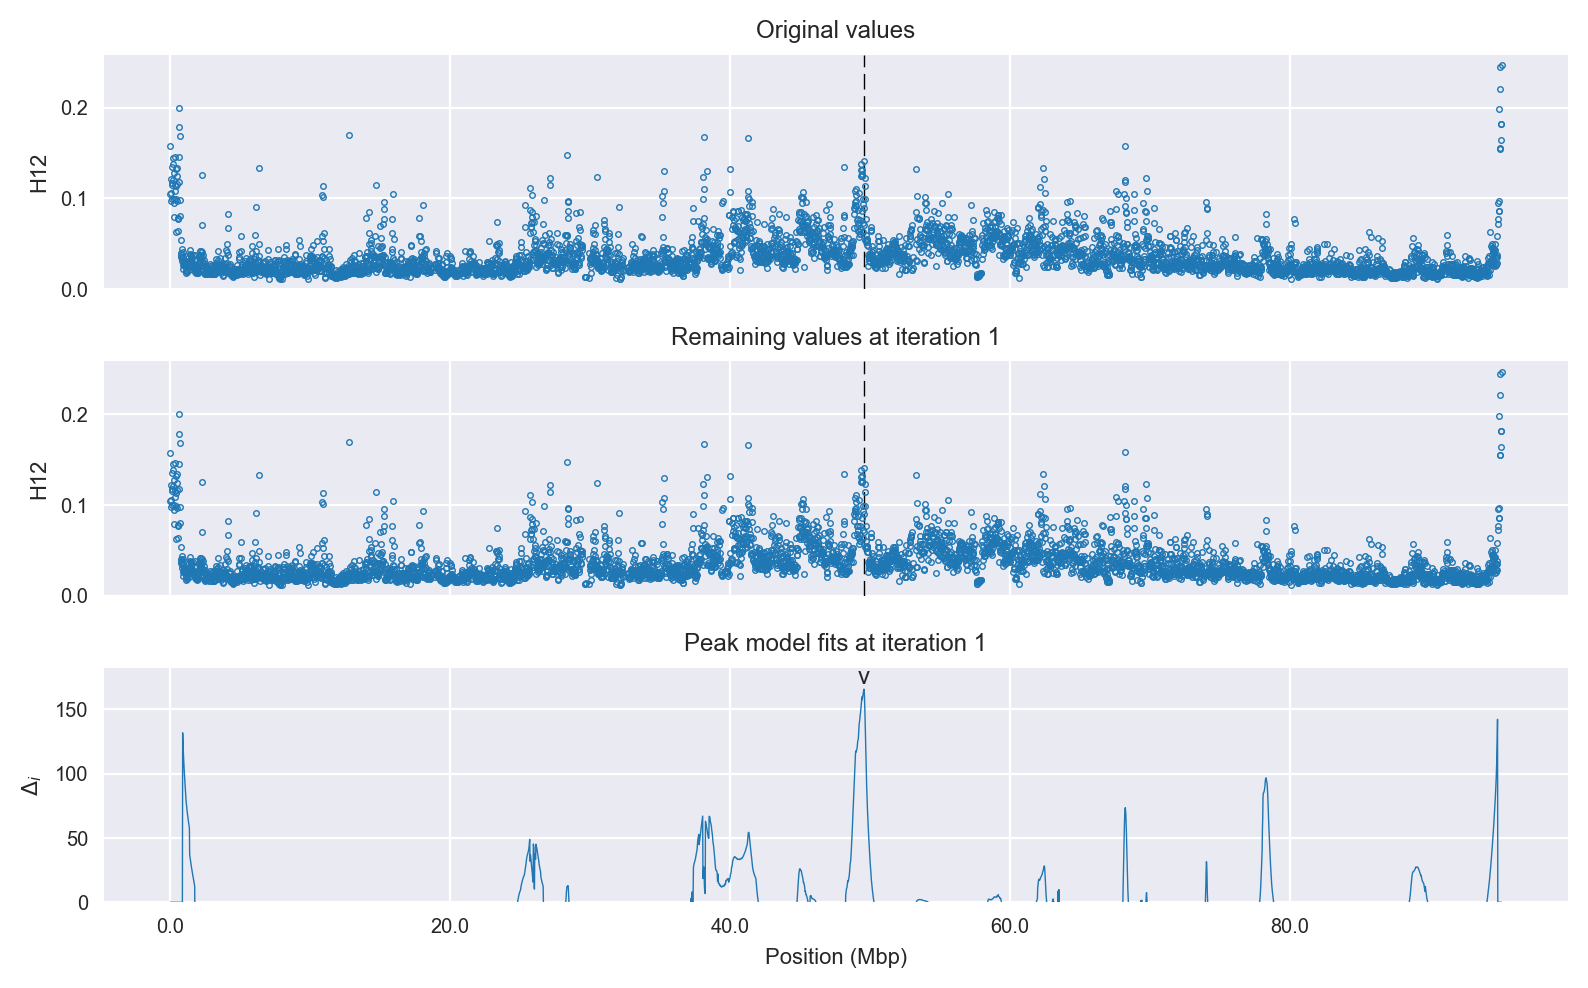 Original values
0.2
0.1
0.0
H12
Remaining values at iteration 1
0.2
0.1
0.0
H12
Peak model fits at iteration 1
v
150
100
50
0
Δi
0.0 20.0 40.0 60.0 80.0
Position (Mbp)